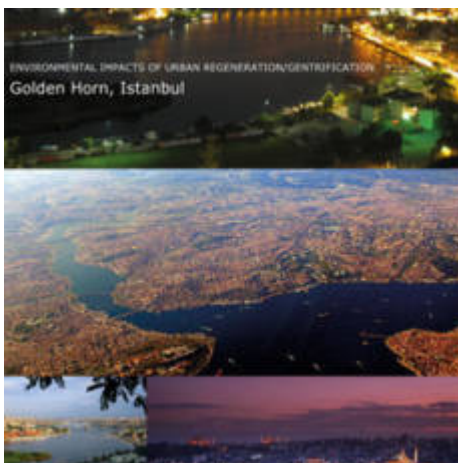 ENVIRONMENTAL IMPACTS OF URBAN REGENERATION/GENTRIFICATION
Golden Horn, Istanbul